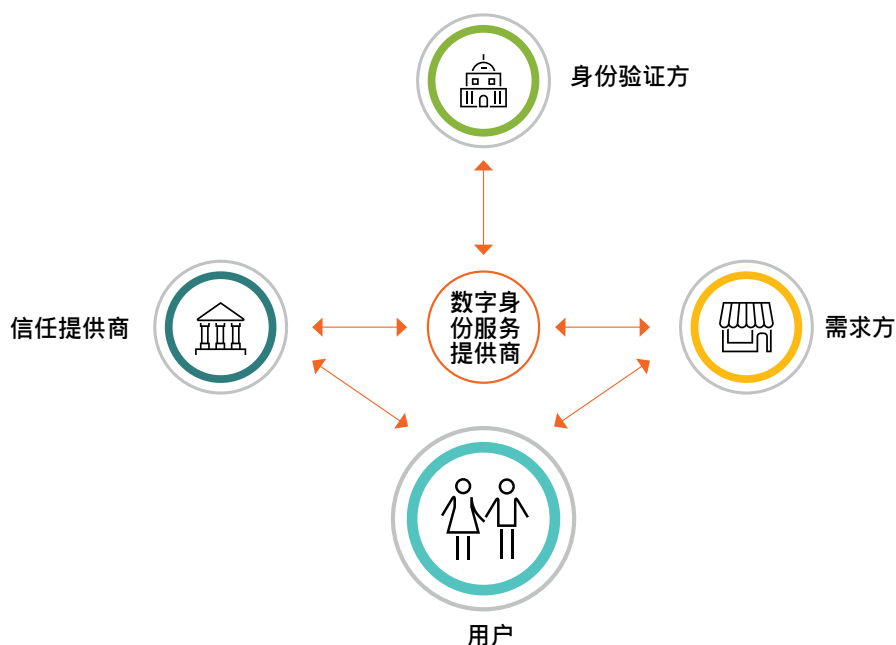 身份验证方
数字身
份服务
提供商
信任提供商
需求方
用户